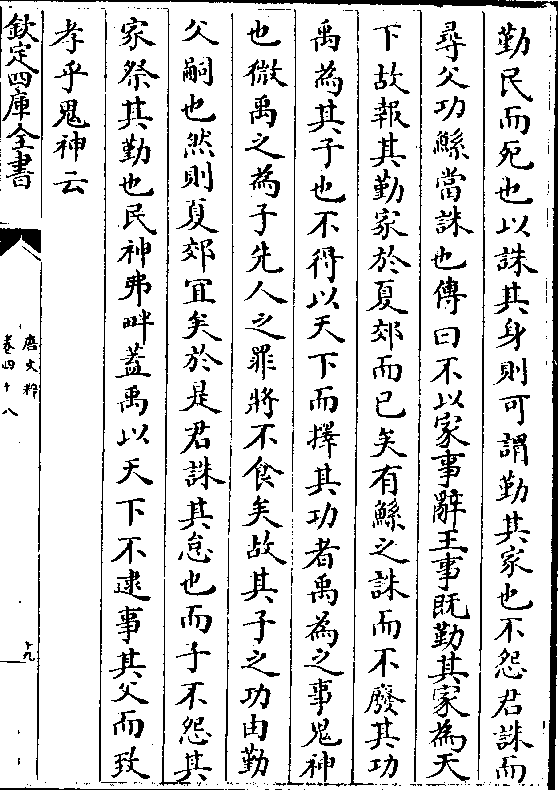 勤民而死也以誅其身則可謂勤其家也不怨君誅而
尋父功鯀當誅也傳曰不以家事辭王事既勤其家為天
下故報其勤家於夏郊而已矣有鯀之誅而不廢其功
禹為其子也不得以天下而擇其功者禹為之事鬼神
也微禹之為子先人之罪將不食矣故其子之功由勤
父嗣也然則夏郊宜矣於是君誅其怠也而子不怨其
家祭其勤也民神弗畔蓋禹以天下不逮事其父而致
孝乎鬼神云
欽定四庫全書
唐文粹
卷四十八
十九